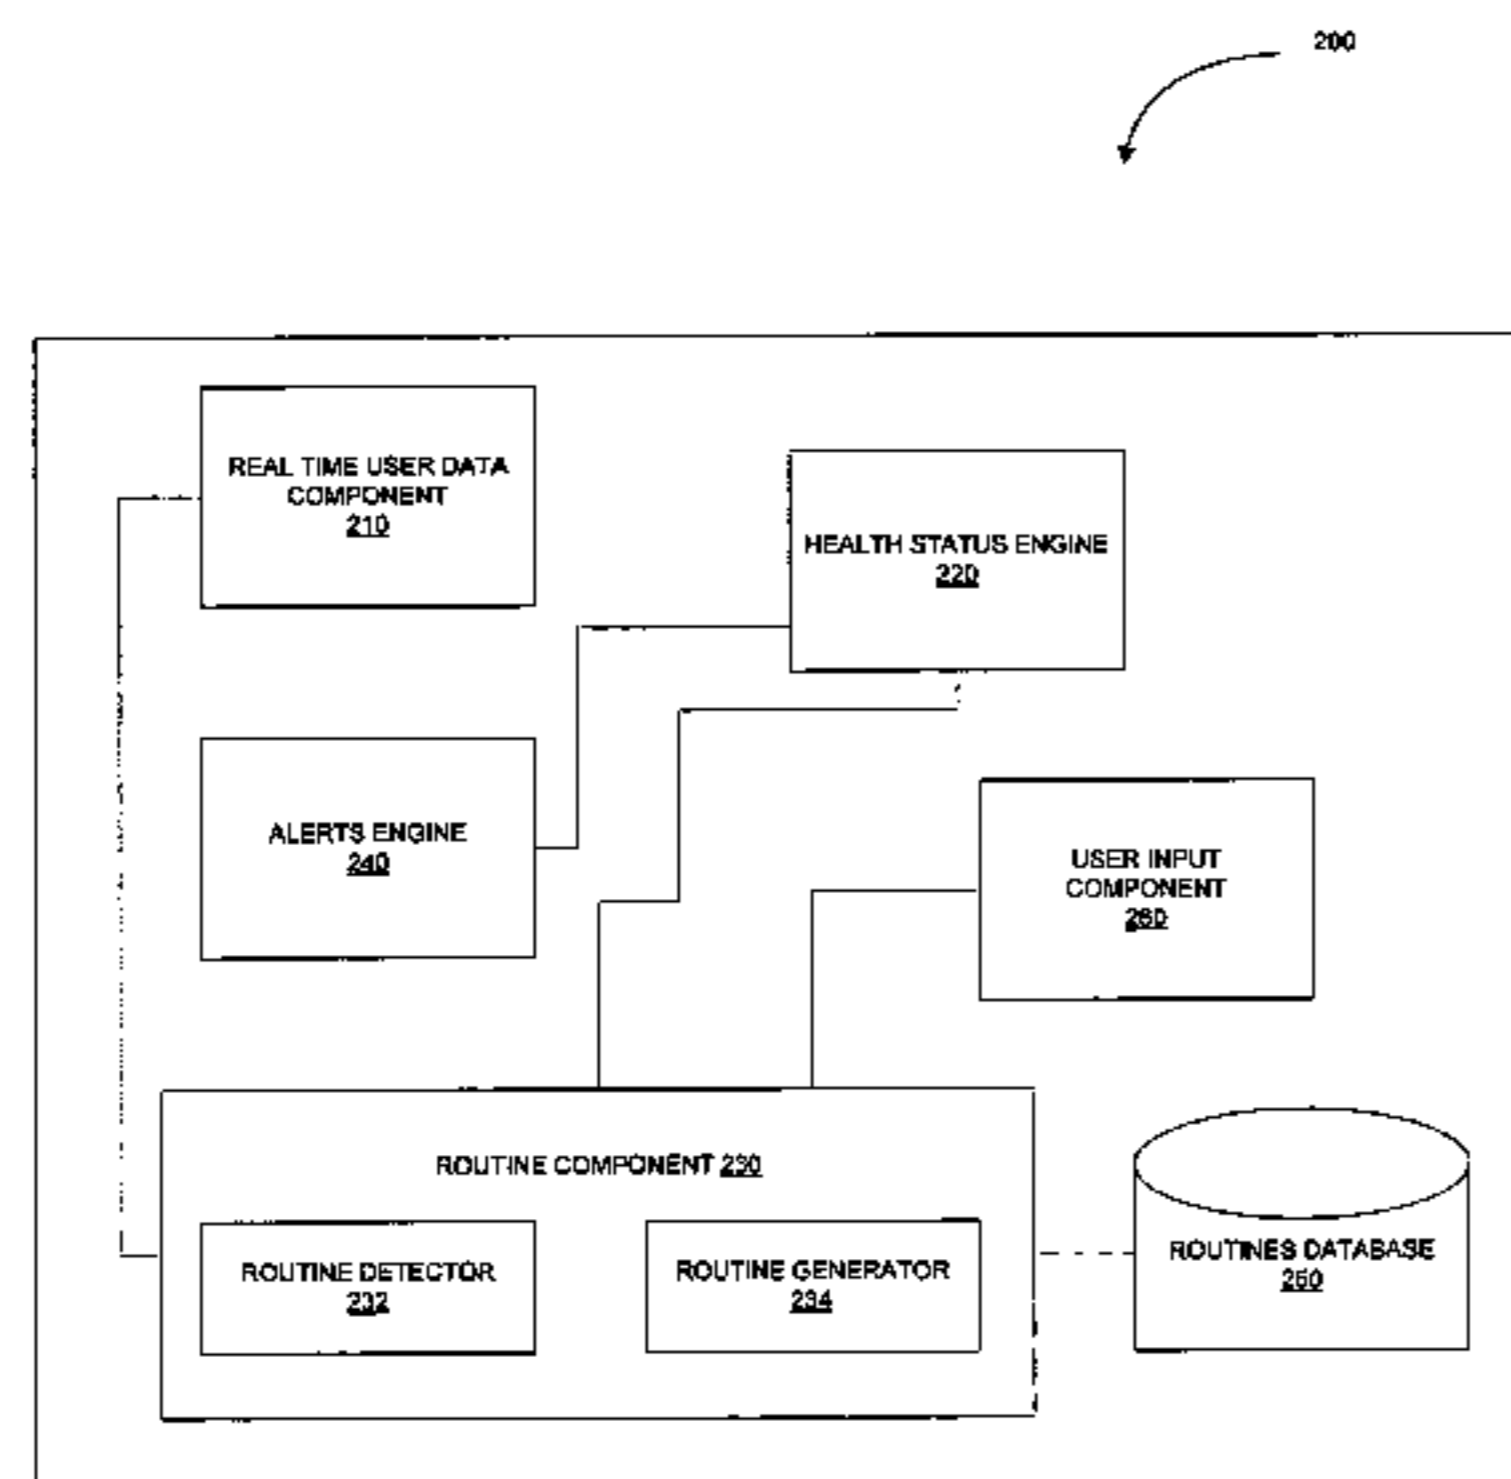 200
REAL TIME USER DATA
COMPONENT
210
HEALTH STATUS ENGINE
220
ALERTS ENGINE
240
USER INPUT
COMPONENT
260
ROUTINE COMPONENT 230
ROUTINE DETECTOR
232
ROUTINE GENERATOR
234
ROUTINES DATABASE
250